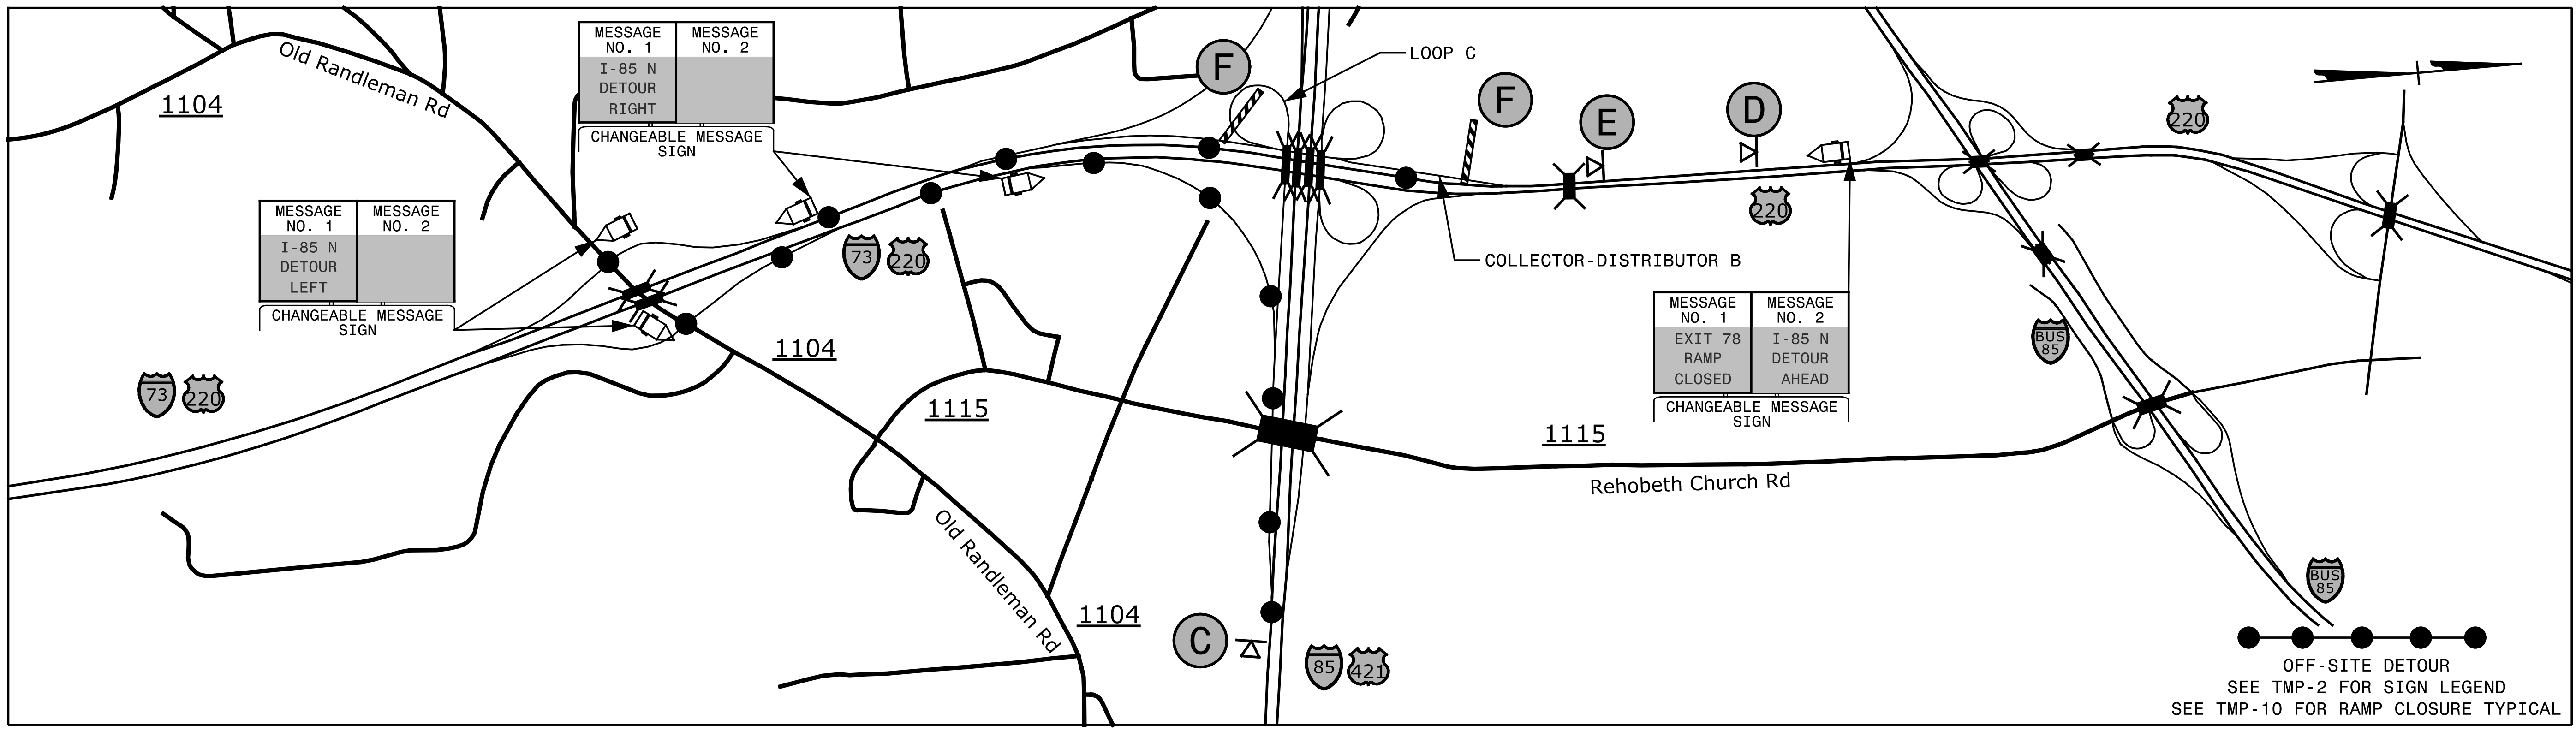 Old Randleman Rd
1104
MESSAGE NO. 1
MESSAGE NO. 2
I-85 N
DETOUR
RIGHT
CHANGEABLE MESSAGE
SIGN
F
LOOP C
F
E
D
220
MESSAGE NO. 1
MESSAGE NO. 2
I-85 N
DETOUR
LEFT
CHANGEABLE MESSAGE
SIGN
73
220
220
COLLECTOR-DISTRIBUTOR B
MESSAGE NO. 1
MESSAGE NO. 2
EXIT 78
RAMP
CLOSED
I-85 N
DETOUR
AHEAD
CHANGEABLE MESSAGE
SIGN
BUS
85
1104
73
220
1115
1115
Rehobeth Church Rd
Old Randleman Rd
1104
C
85
421
BUS
85
OFF-SITE DETOUR
SEE TMP-2 FOR SIGN LEGEND
SEE TMP-10 FOR RAMP CLOSURE TYPICAL